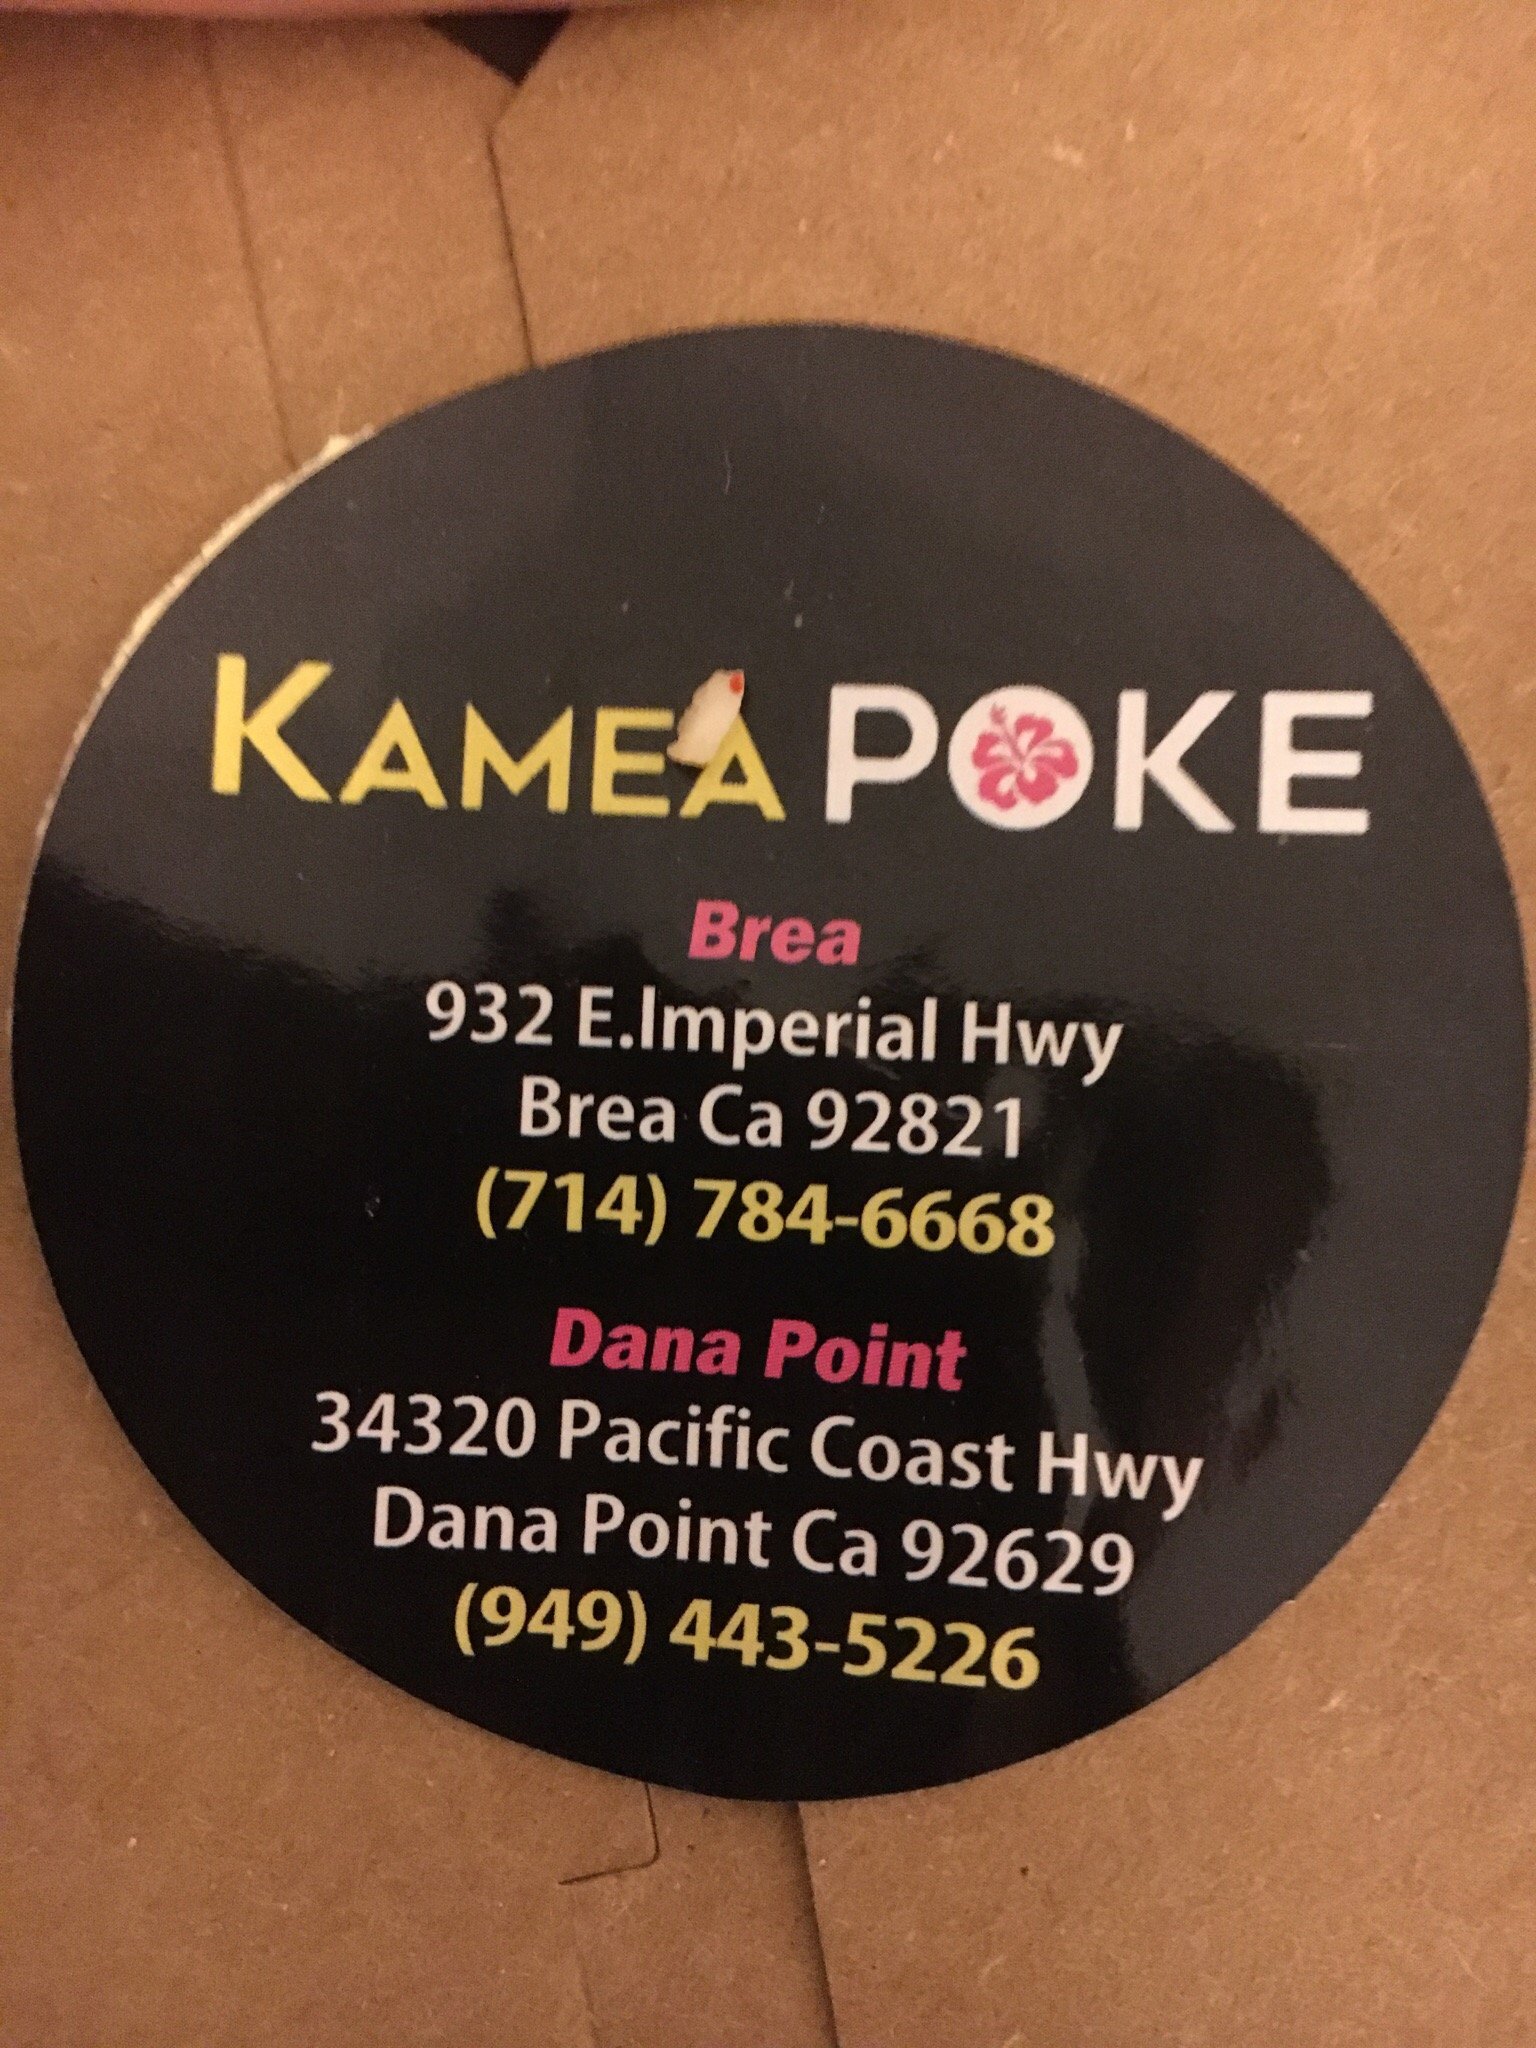 KAMEA POKE
Brea
932 E.Imperial Hwy
Brea Ca 92821
(714) 784-6668
Dana Point
34320 Pacific Coast Hwy
Dana Point Ca 92629
(949) 443-5226